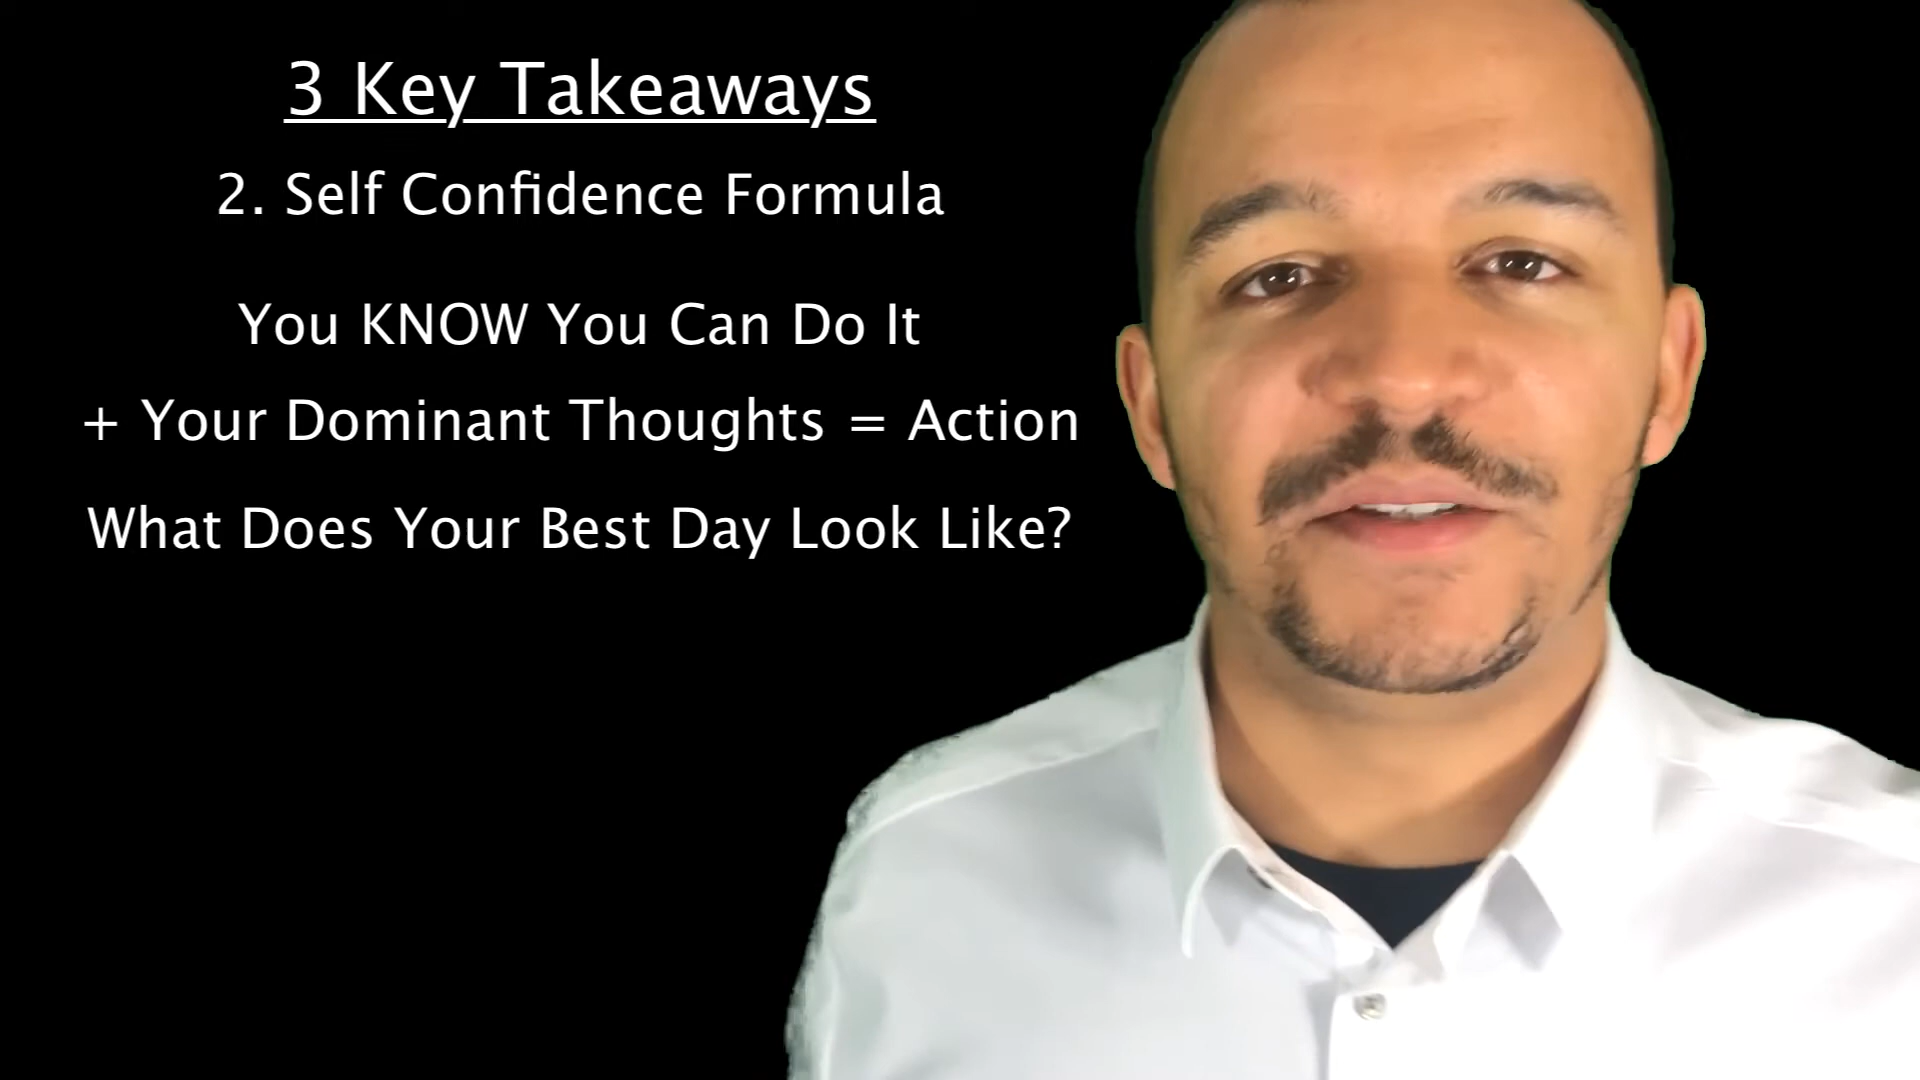 3 Key Takeaways
2. Self Confidence Formula
You KNOW You Can Do It
+ Your Dominant Thoughts = Action
What Does Your Best Day Look Like?